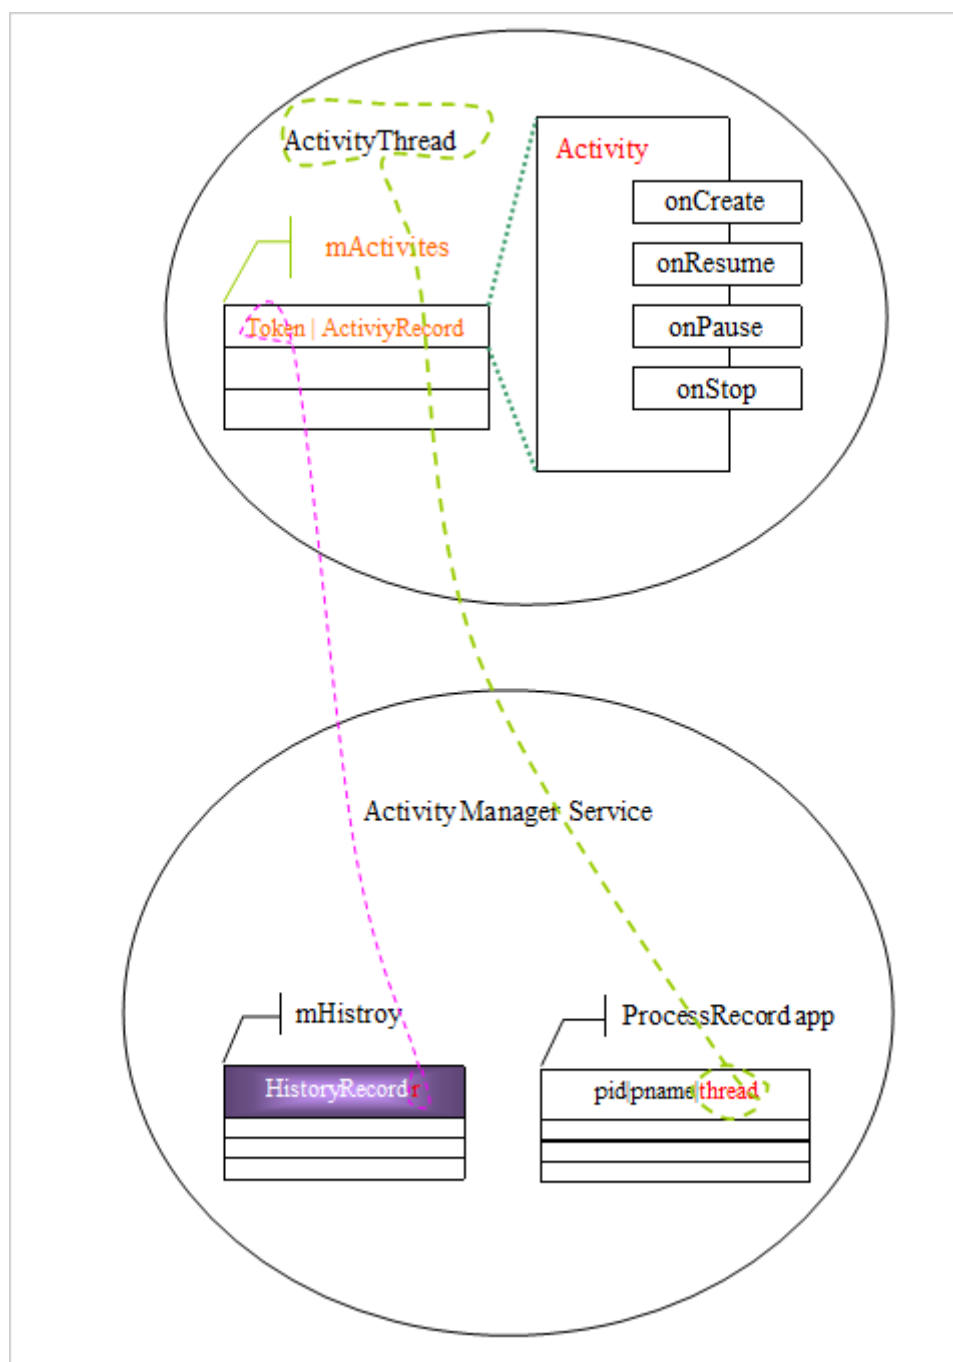 ActivityThread
Activity
onCreate
mActivites
onResume
Token | ActiviyRecord
onPause
onStop
Activity Manager Service
mHistroy
ProcessRecord app
HistoryRecord r
pid|pname|thread